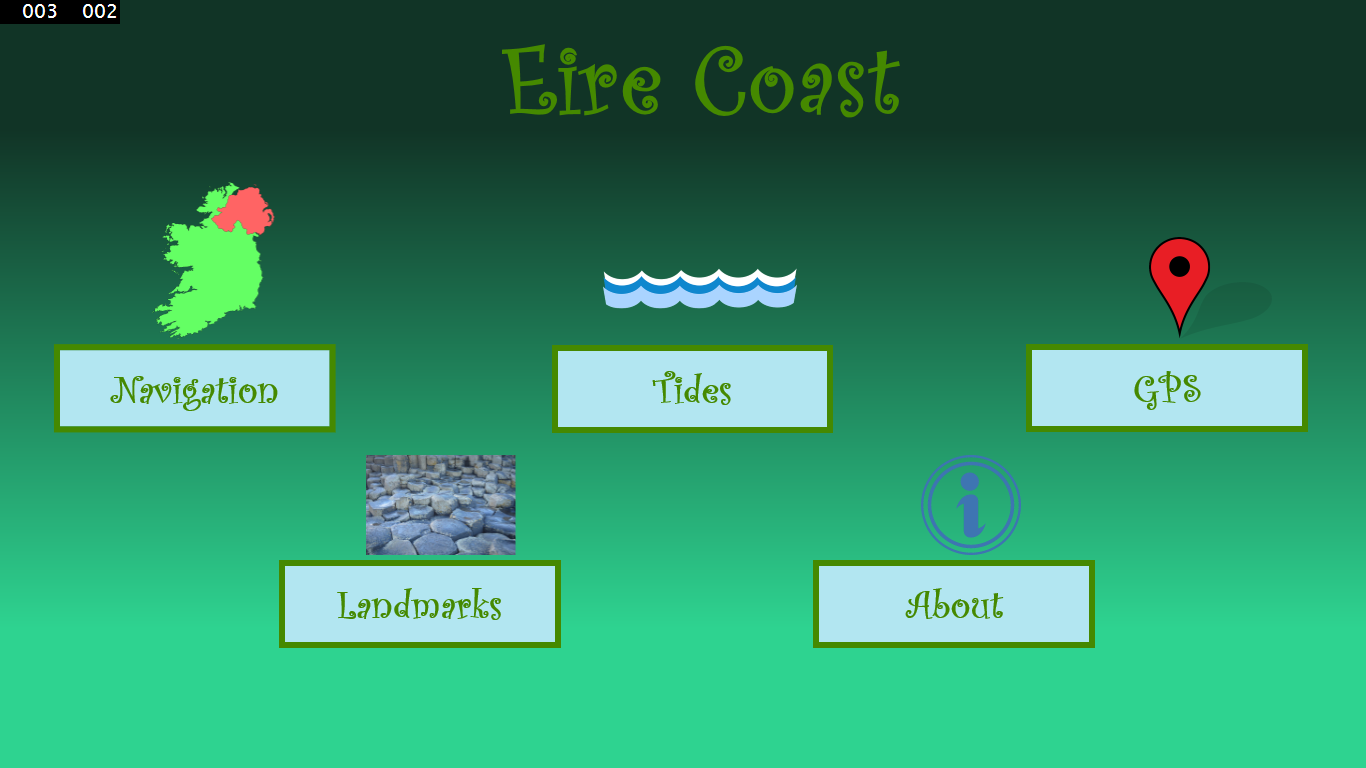 003 002
Eire Coast
Navigation
Tides
GPS
Landmarks
About